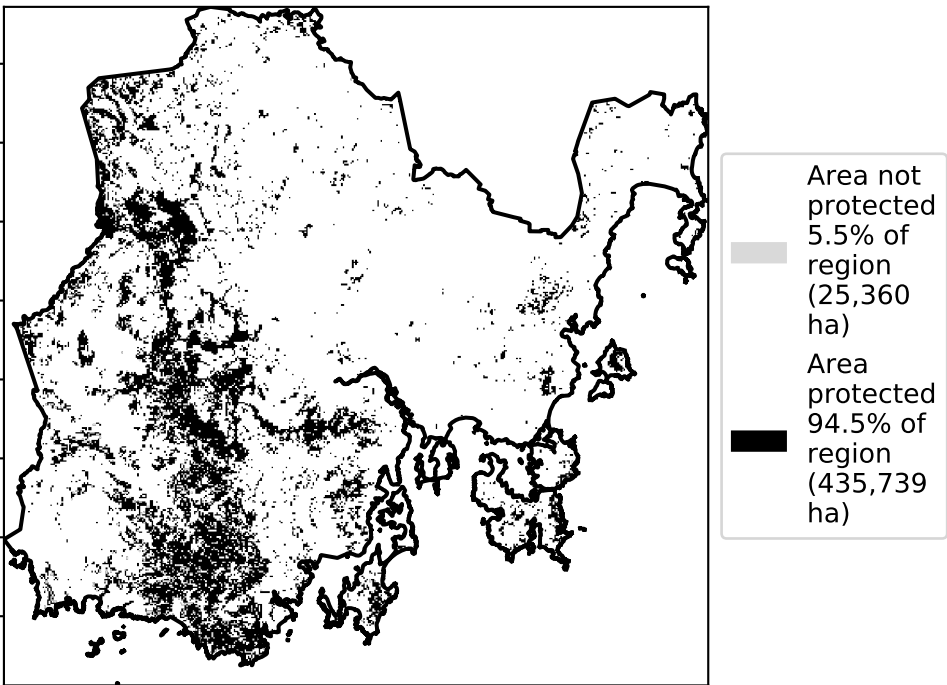 Area not
protected
5.5% of
region
(25,360
ha)
Area
protected
94.5% of
region
(435,739
ha)